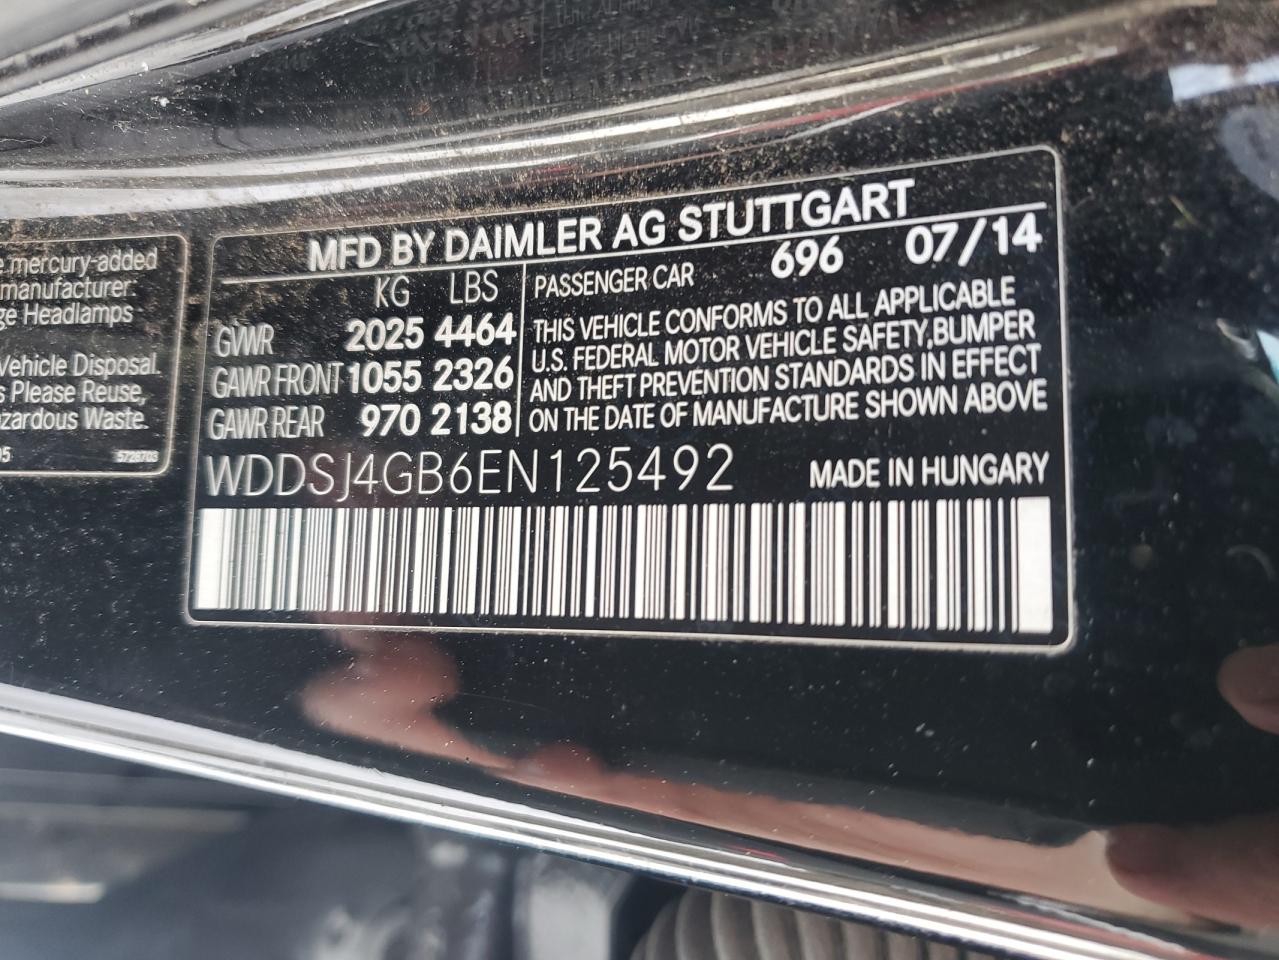 e mercury-added
manufacturer.
ge Headlamps
Vehicle Disposal.
s Please Reuse,
azardous Waste.
05
MFD BY DAIMLER AG STUTTGART
KG LBS
GWR 2025 4464
GAWR FRONT 1055 2326
GAWR REAR 970 2138
PASSENGER CAR 696 07/14
THIS VEHICLE CONFORMS TO ALL APPLICABLE
U.S. FEDERAL MOTOR VEHICLE SAFETY,BUMPER
AND THEFT PREVENTION STANDARDS IN EFFECT
ON THE DATE OF MANUFACTURE SHOWN ABOVE
WDDSJ4GB6EN125492 MADE IN HUNGARY